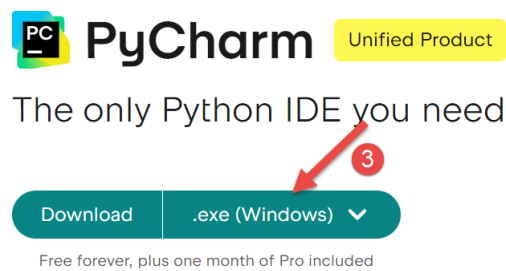 PC
PyCharm
Unified Product
The only Python IDE you need
3
Download
.exe (Windows)
Free forever, plus one month of Pro included